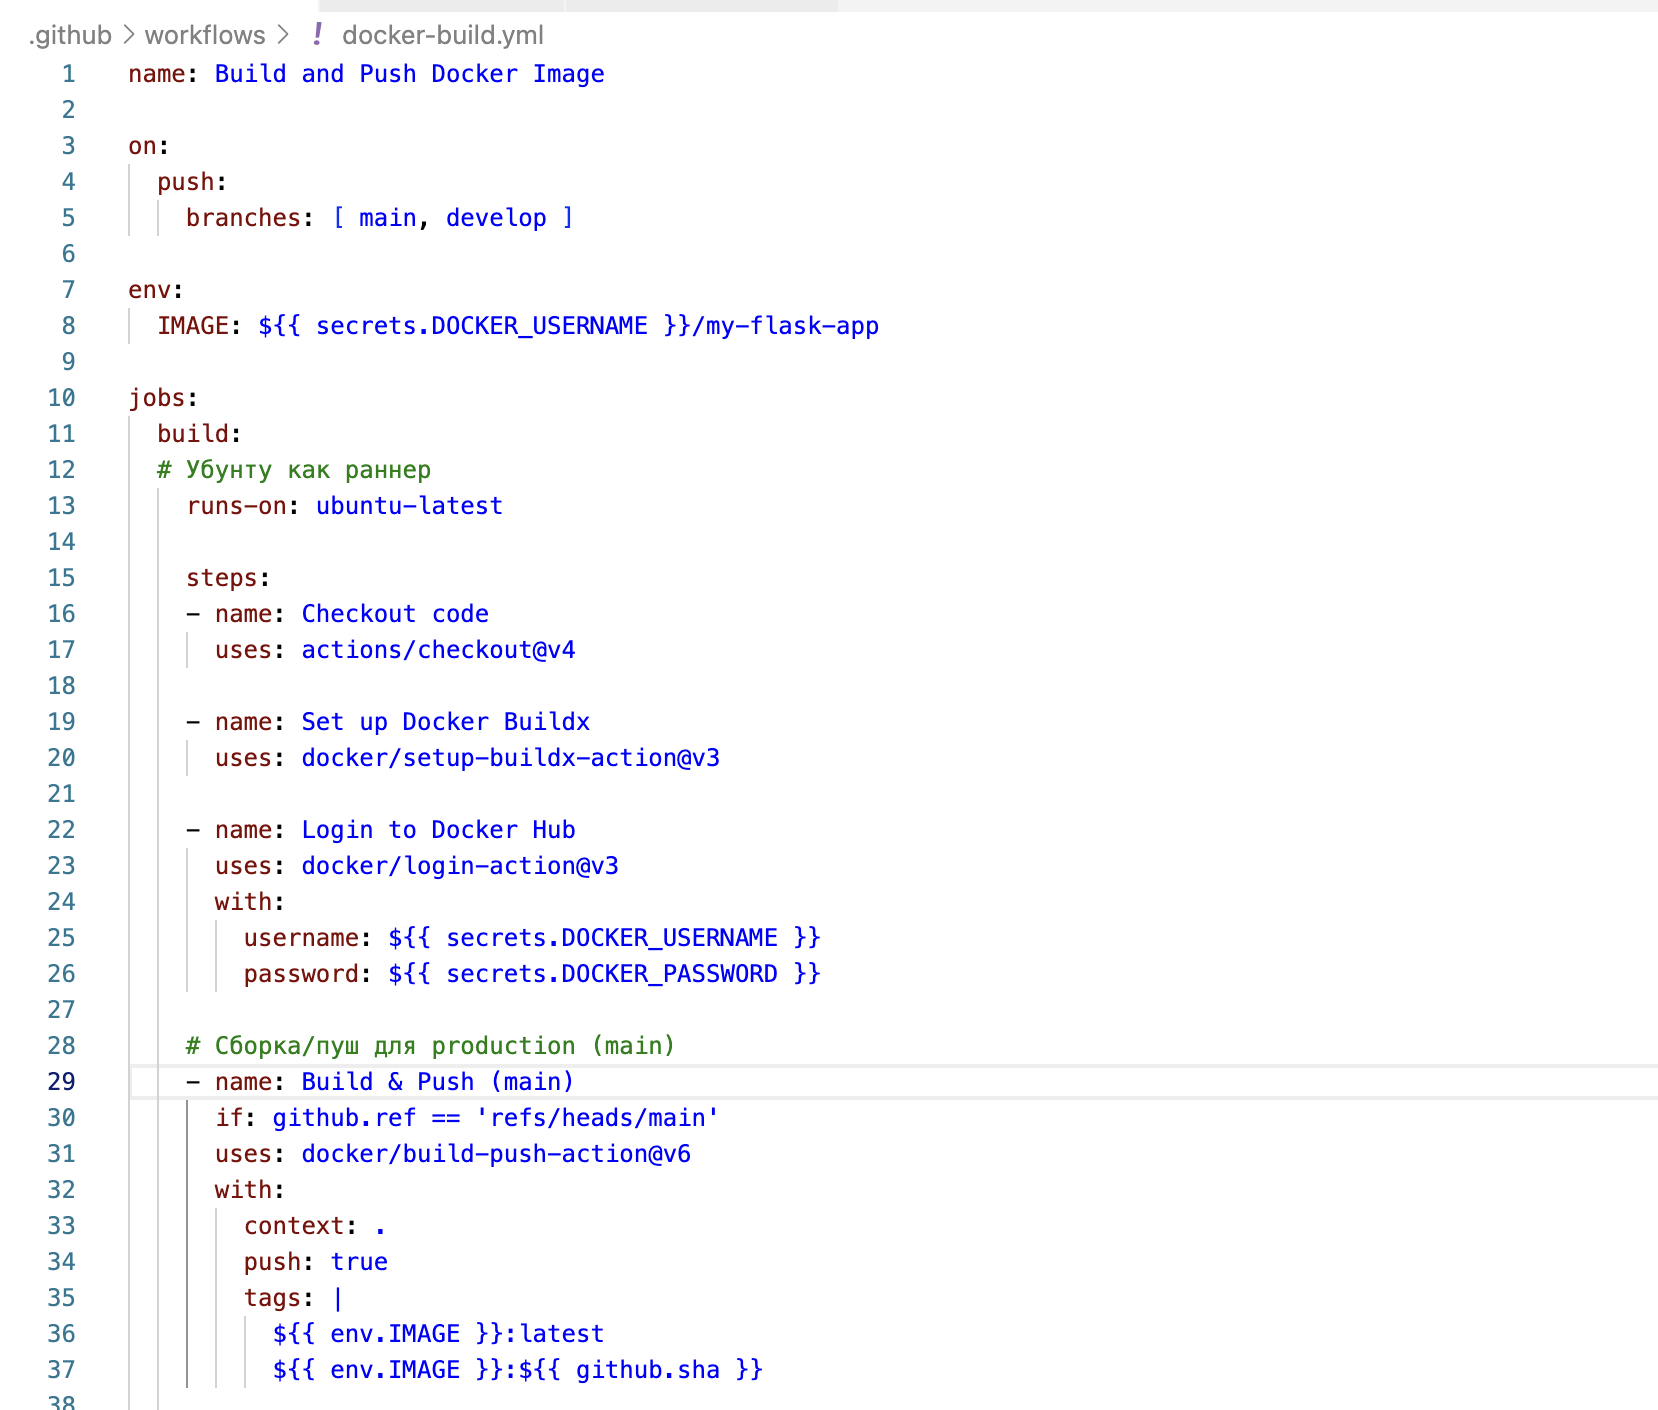 .github > workflows > ! docker-build.yml
1 name: Build and Push Docker Image
2
3 on:
4   push:
5     branches: [ main, develop ]
6
7 env:
8   IMAGE: ${{ secrets.DOCKER_USERNAME }}/my-flask-app
9
10 jobs:
11   build:
12   # Убунту как раннер
13     runs-on: ubuntu-latest
14
15     steps:
16     - name: Checkout code
17       uses: actions/checkout@v4
18
19     - name: Set up Docker Buildx
20       uses: docker/setup-buildx-action@v3
21
22     - name: Login to Docker Hub
23       uses: docker/login-action@v3
24       with:
25         username: ${{ secrets.DOCKER_USERNAME }}
26         password: ${{ secrets.DOCKER_PASSWORD }}
27
28     # Сборка/пуш для production (main)
29     - name: Build & Push (main)
30       if: github.ref == 'refs/heads/main'
31       uses: docker/build-push-action@v6
32       with:
33         context: .
34         push: true
35         tags: |
36           ${{ env.IMAGE }}:latest
37           ${{ env.IMAGE }}:${{ github.sha }}
38